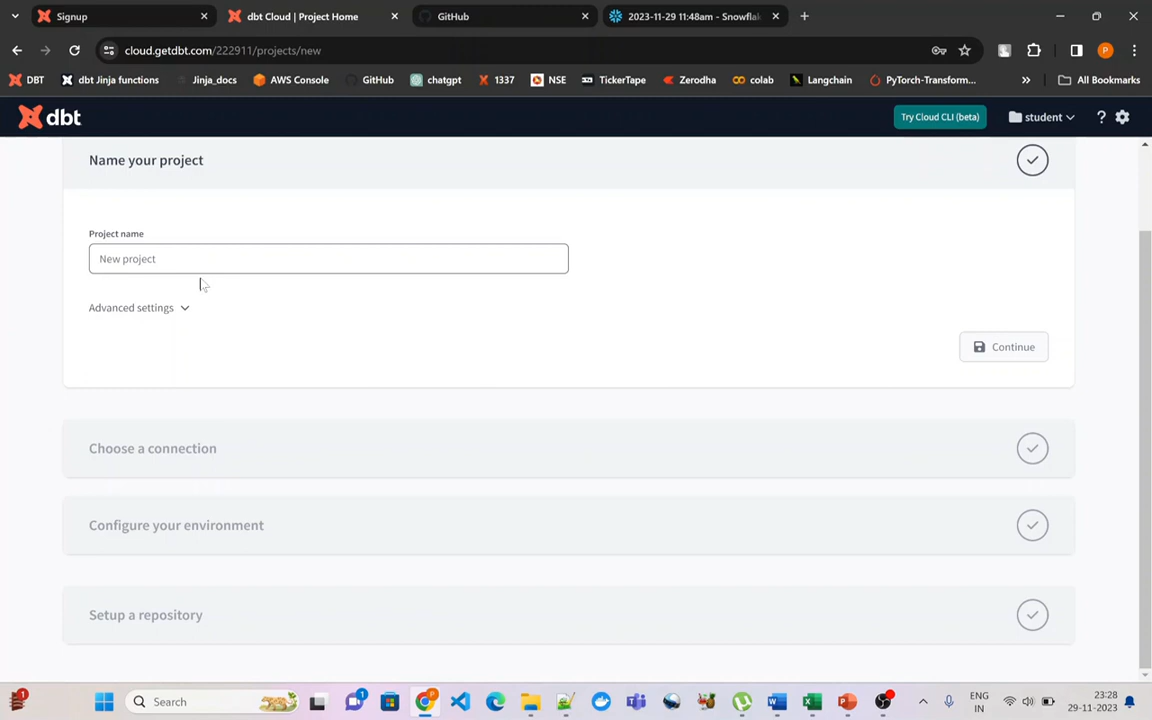 Signup
dbt Cloud | Project Home
GitHub
2023-11-29 11:48am - Snowflak
cloud.getdbt.com/222911/projects/new
P
DBT
dbt Jinja functions
Jinja_docs
AWS Console
GitHub
chatgpt
1337
NSE
TickerTape
Zerodha
colab
Langchain
PyTorch-Transform...
All Bookmarks
dbt
Try Cloud CLI (beta)
student
?
Name your project
Project name
New project
Advanced settings
Continue
Choose a connection
Configure your environment
Setup a repository
1
Search
1
P
ENG
IN
23:28
29-11-2023